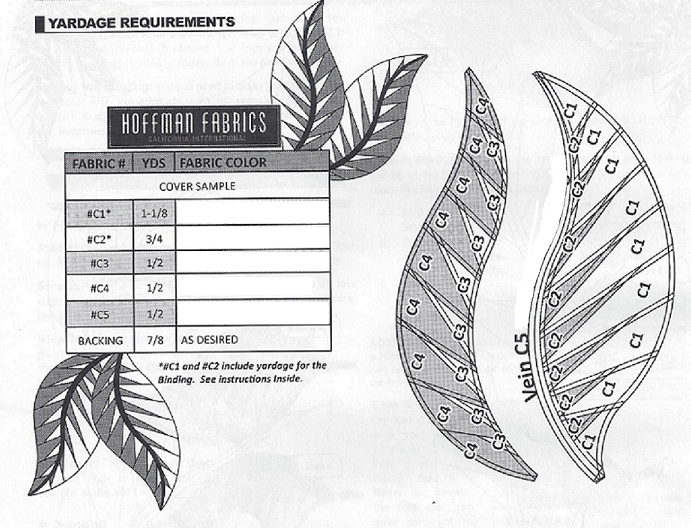 YARDAGE REQUIREMENTS
HOFFMAN FABRICS
CALIFORNIA INTERNATIONAL
FABRIC # YDS FABRIC COLOR
COVER SAMPLE
#C1* 1-1/8
#C2* 3/4
#C3 1/2
#C4 1/2
#C5 1/2
BACKING 7/8 AS DESIRED
*#C1 and #C2 include yardage for the
Binding. See instructions Inside.
C4
C4
C3
C4
C3
C4
C3
C4
C3
C4
C3
C4
C3
C4
C3
C4
C3
Vein C5
C1
C2
C1
C2
C1
C2
C1
C2
C1
C2
C1
C2
C1
C2
C1